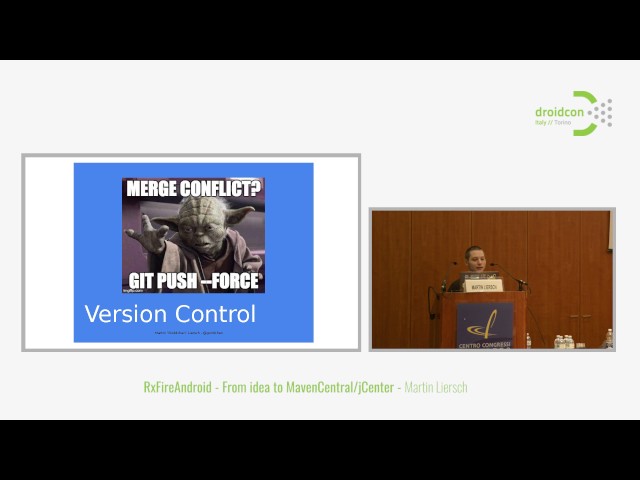 droidcon
Italy // Torino
MERGE CONFLICT?
GIT PUSH --FORCE
Version Control
MARTIN LIERSCH
CENTRO CONGRESSI
RxFireAndroid - From idea to MavenCentral/jCenter - Martin Liersch